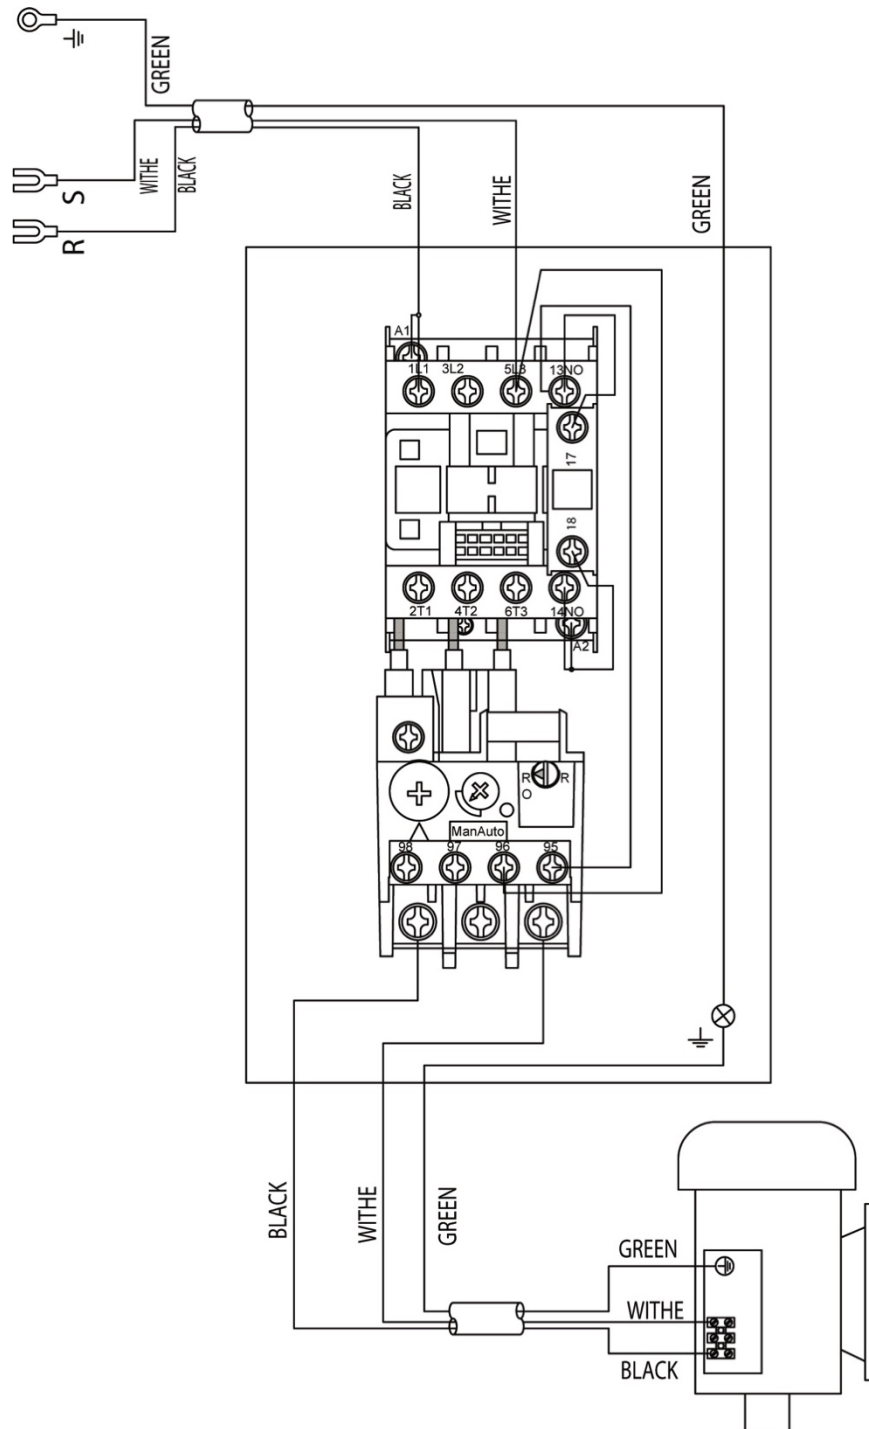 GREEN
WITHE
BLACK
S
R
BLACK
WITHE
GREEN
A1
1L1 3L2 5L3 13NO
17
18
2T1 4T2 6T3 14NO
A2
R R
O
ManAuto
98 97 96 95
BLACK
WITHE
GREEN
GREEN
WITHE
BLACK